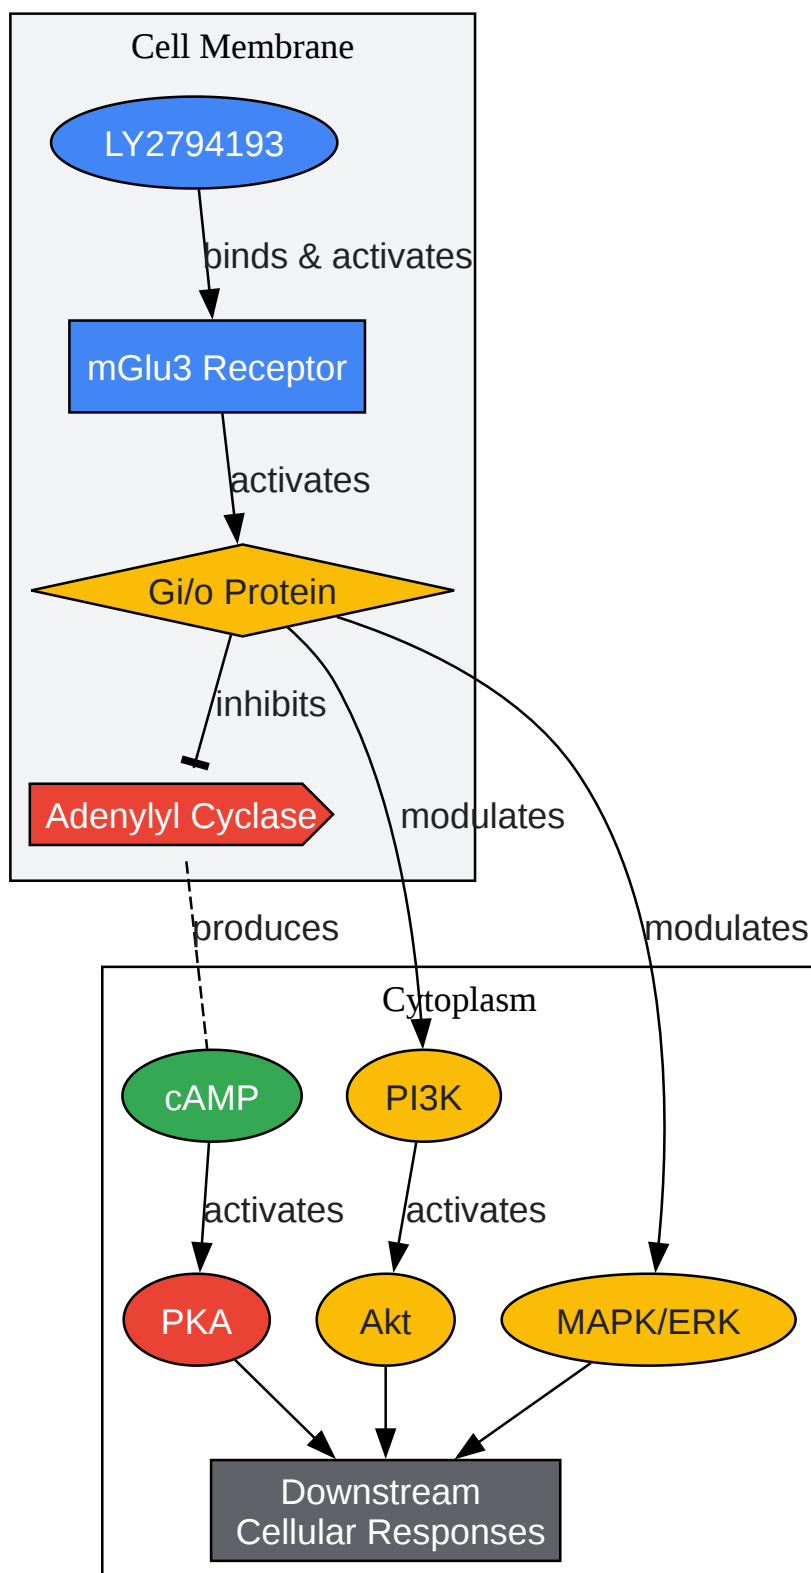 Cell Membrane
LY2794193
binds & activates
mGlu3 Receptor
activates
Gi/o Protein
inhibits
Adenylyl Cyclase
modulates
produces
modulates
Cytoplasm
cAMP
PI3K
activates
activates
PKA
Akt
MAPK/ERK
Downstream
Cellular Responses